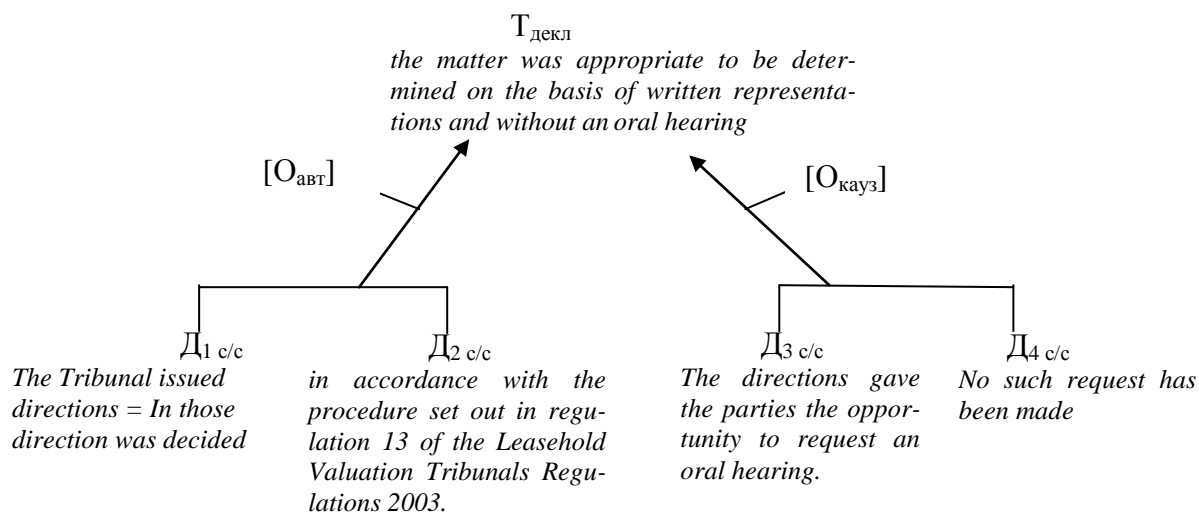 Тдекл
the matter was appropriate to be deter-
mined on the basis of written representa-
tions and without an oral hearing
[Oавт]
[Oкауз]
Д1 с/с
The Tribunal issued
directions = In those
direction was decided
Д2 с/с
in accordance with the
procedure set out in regu-
lation 13 of the Leasehold
Valuation Tribunals Regu-
lations 2003.
Д3 с/с
The directions gave
the parties the oppor-
tunity to request an
oral hearing.
Д4 с/с
No such request has
been made